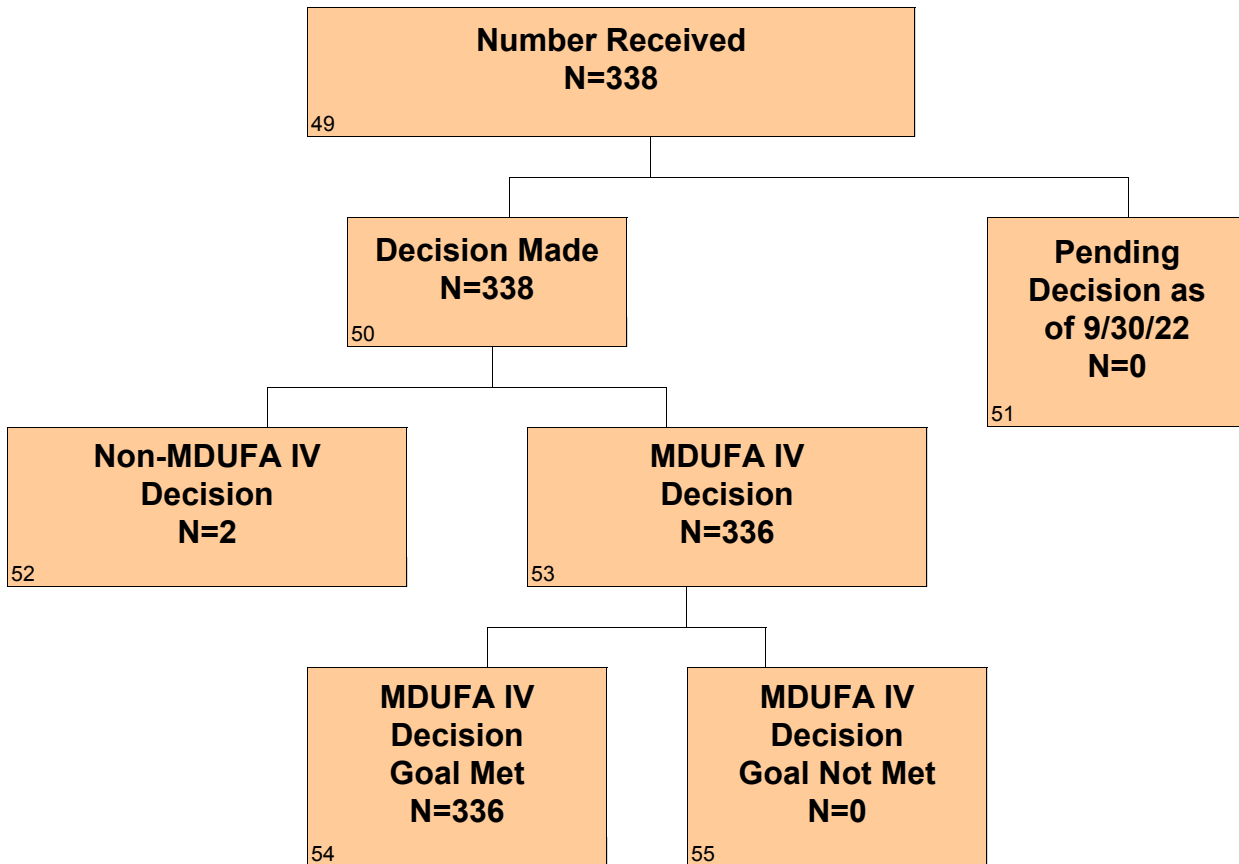 Number Received
N=338
49
Decision Made
N=338
50
Pending
Decision as
of 9/30/22
N=0
51
Non-MDUFA IV
Decision
N=2
52
MDUFA IV
Decision
N=336
53
MDUFA IV
Decision
Goal Met
N=336
54
MDUFA IV
Decision
Goal Not Met
N=0
55